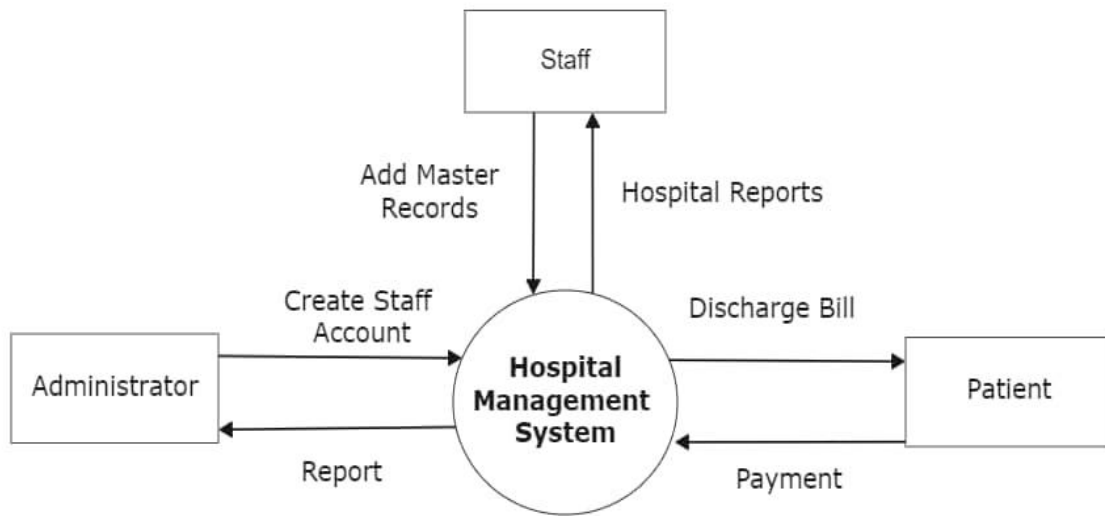 Staff
Add Master
Records
Hospital Reports
Create Staff
Account
Discharge Bill
Administrator
Hospital
Management
System
Patient
Report
Payment